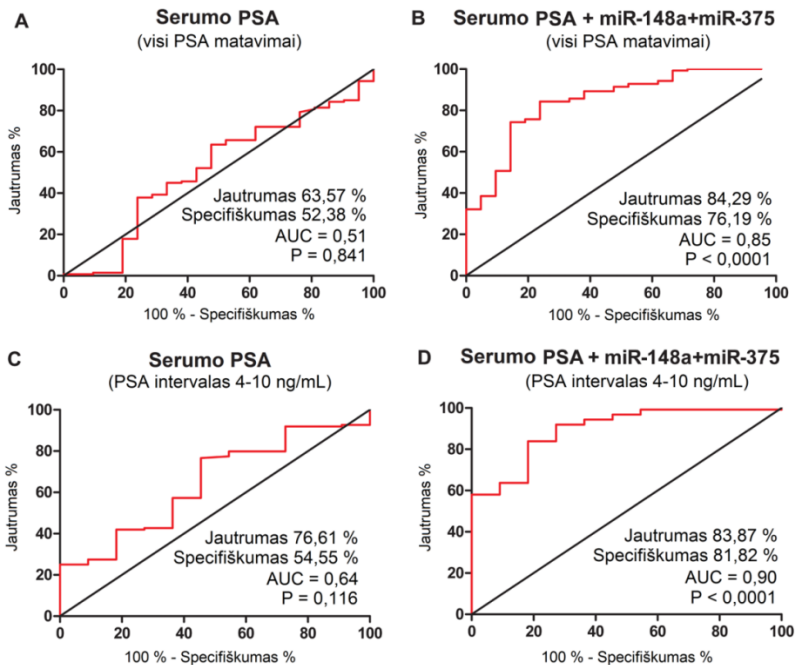 A
Serumo PSA
(visi PSA matavimai)
Jautrumas %
100
80
60
40
20
0
Jautrumas 63,57 %
Specifiškumas 52,38 %
AUC = 0,51
P = 0,841
0 20 40 60 80 100
100 % - Specifiškumas %
B
Serumo PSA + miR-148a+miR-375
(visi PSA matavimai)
Jautrumas %
100
80
60
40
20
0
Jautrumas 84,29 %
Specifiškumas 76,19 %
AUC = 0,85
P < 0,0001
0 20 40 60 80 100
100 % - Specifiškumas %
C
Serumo PSA
(PSA intervalas 4-10 ng/mL)
Jautrumas %
100
80
60
40
20
0
Jautrumas 76,61 %
Specifiškumas 54,55 %
AUC = 0,64
P = 0,116
0 20 40 60 80 100
100 % - Specifiškumas %
D
Serumo PSA + miR-148a+miR-375
(PSA intervalas 4-10 ng/mL)
Jautrumas %
100
80
60
40
20
0
Jautrumas 83,87 %
Specifiškumas 81,82 %
AUC = 0,90
P < 0,0001
0 20 40 60 80 100
100 % - Specifiškumas %